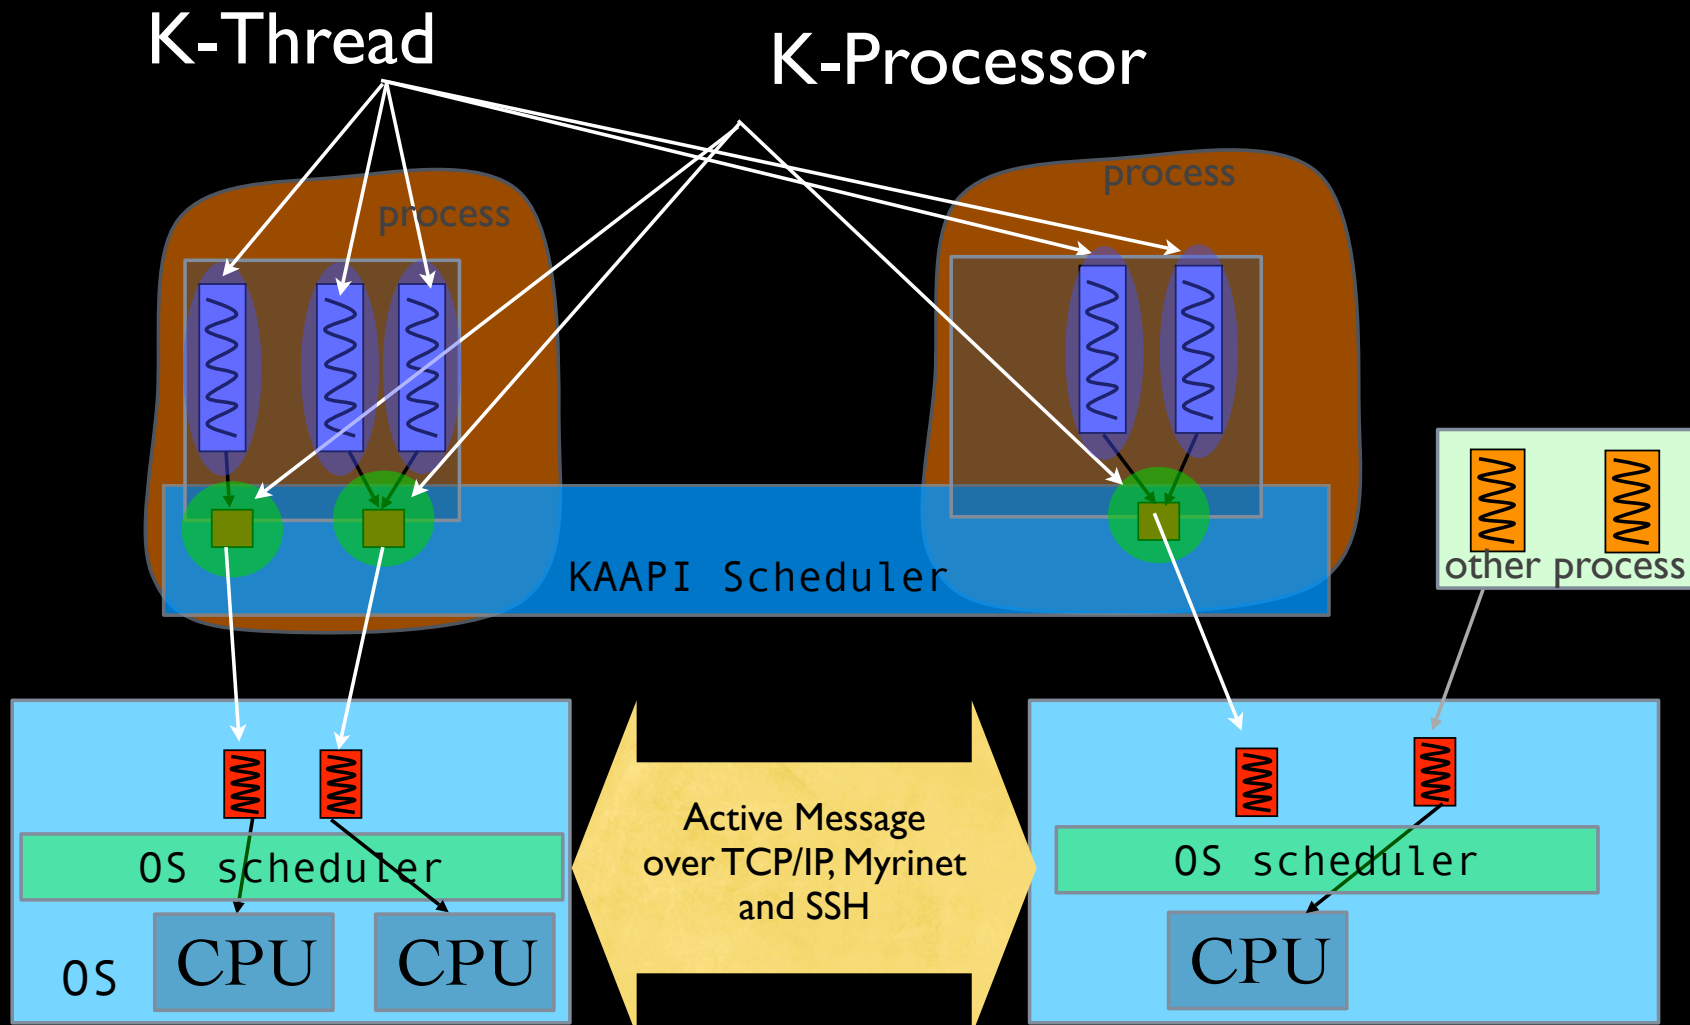 K-Thread
K-Processor
process
process
KAAPI Scheduler
other process
Active Message
over TCP/IP, Myrinet
and SSH
OS scheduler
OS scheduler
CPU
CPU
CPU
OS